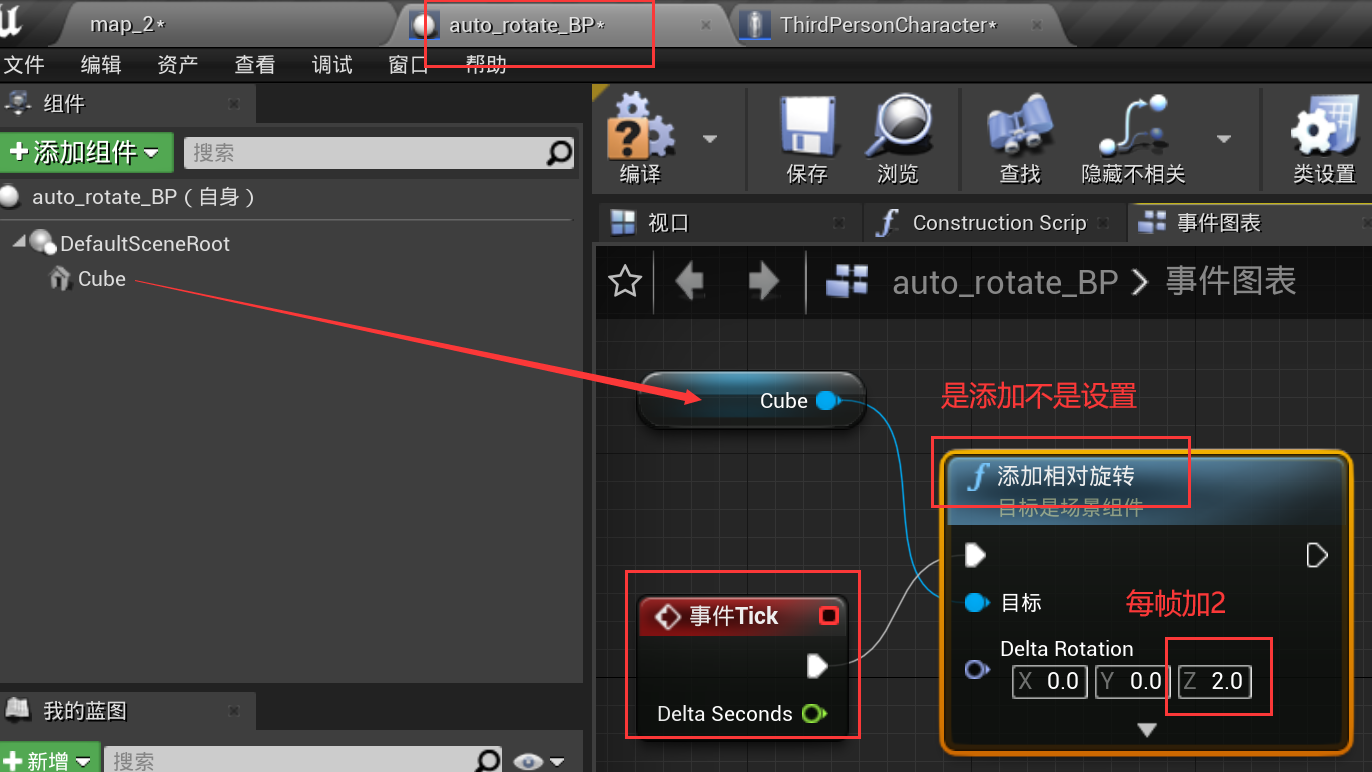 map_2*
auto_rotate_BP*
ThirdPersonCharacter*
文件 编辑 资产 查看 调试 窗口 帮助
组件
添加组件
搜索
auto_rotate_BP（自身）
DefaultSceneRoot
Cube
编译
保存
浏览
查找
隐藏不相关
类设置
视口
Construction Scrip
事件图表
auto_rotate_BP > 事件图表
Cube
是添加不是设置
f 添加相对旋转
目标是场景组件
目标
每帧加2
Delta Rotation
X 0.0 Y 0.0 Z 2.0
事件Tick
Delta Seconds
我的蓝图
新增
搜索